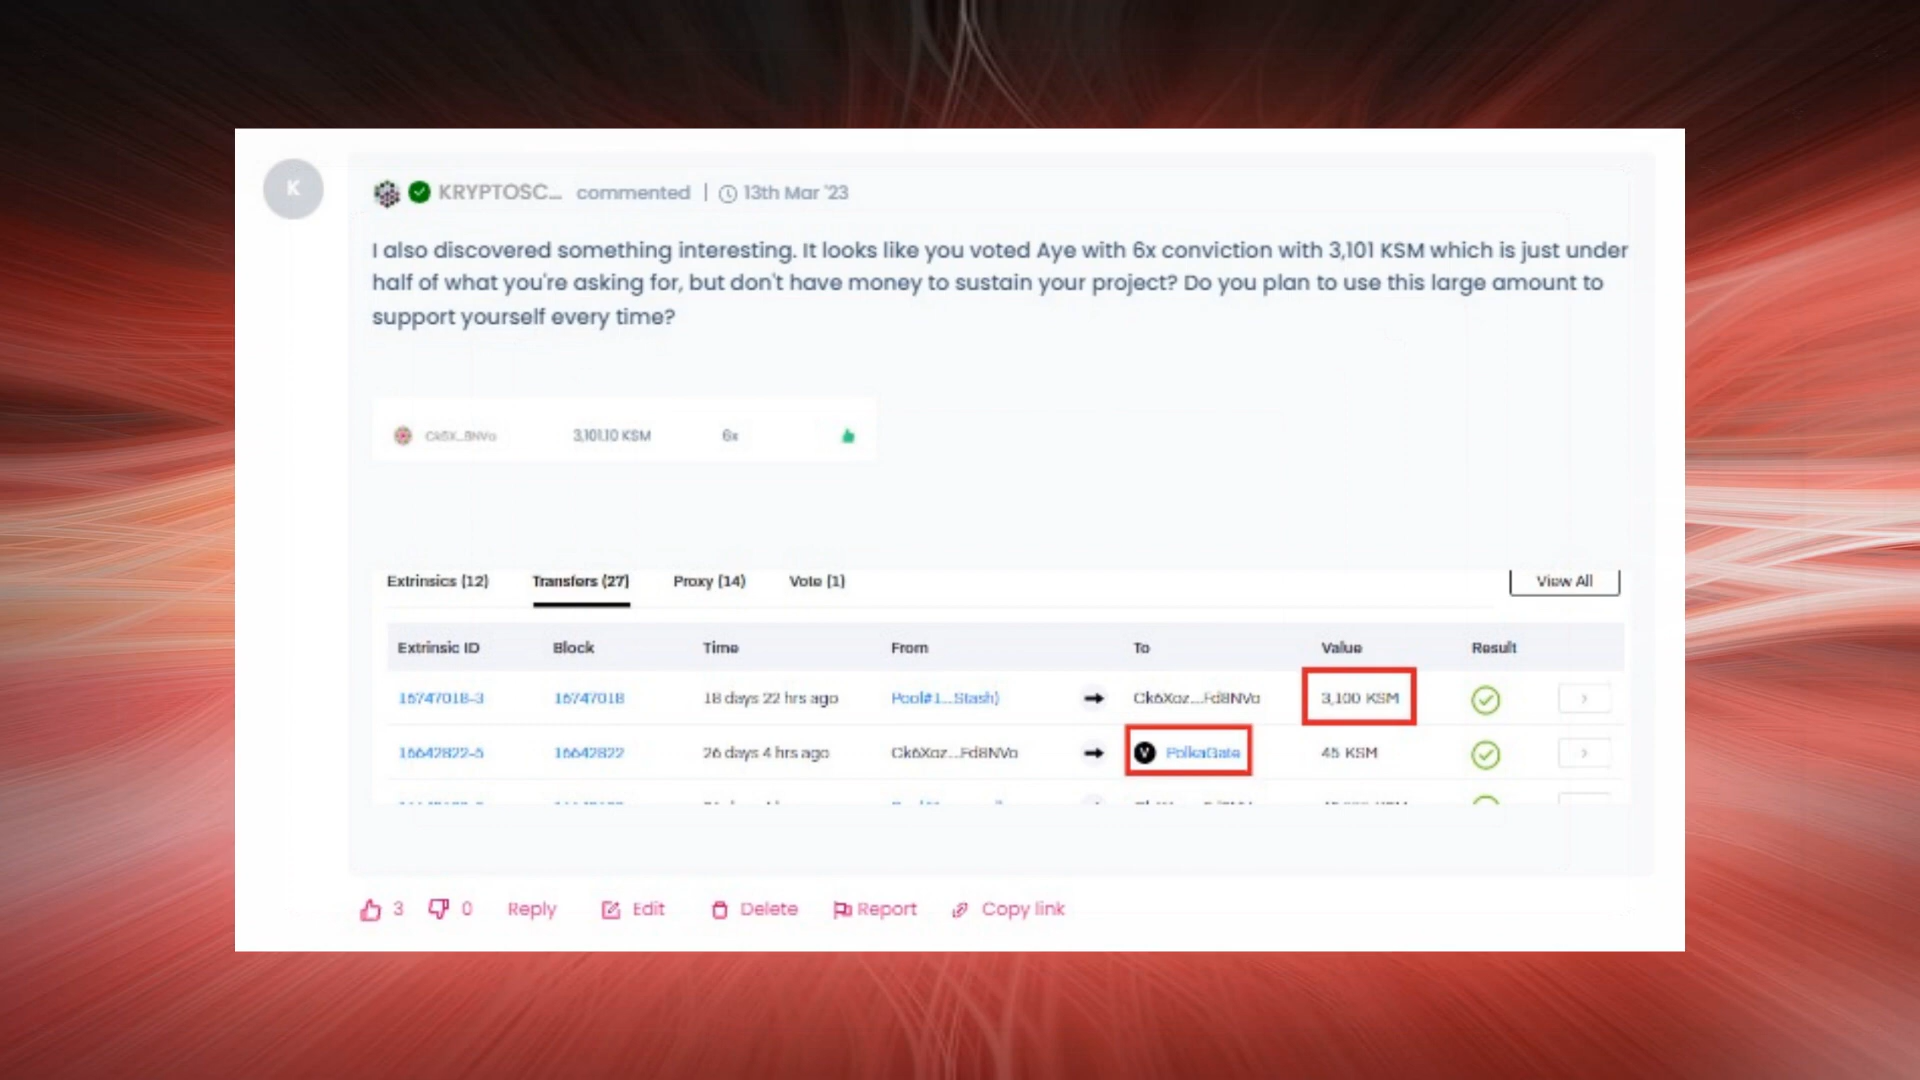 K
KRYPTOSC... commented | 13th Mar '23
I also discovered something interesting. It looks like you voted Aye with 6x conviction with 3,101 KSM which is just under
half of what you're asking for, but don't have money to sustain your project? Do you plan to use this large amount to
support yourself every time?
3,101.10 KSM 6x
Extrinsics (12) Transfers (27) Proxy (14) Vote (1) View All
Extrinsic ID Block Time From To Value Result
16747018-3 16747018 18 days 22 hrs ago Pool#1...Stash) Ck6Xoz...Fd8NVo 3,100 KSM
16642822-5 16642822 26 days 4 hrs ago Ck6Xoz...Fd8NVo PolkaGate 45 KSM
3 0 Reply Edit Delete Report Copy link